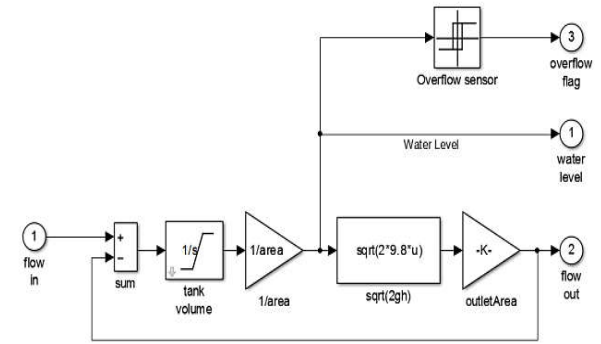 3
overflow
flag
Overflow sensor
1
water
level
Water Level
1
flow
in
+
−
sum
1/s
tank
volume
1/area
1/area
sqrt(2*9.8*u)
sqrt(2gh)
-K-
outletArea
2
flow
out